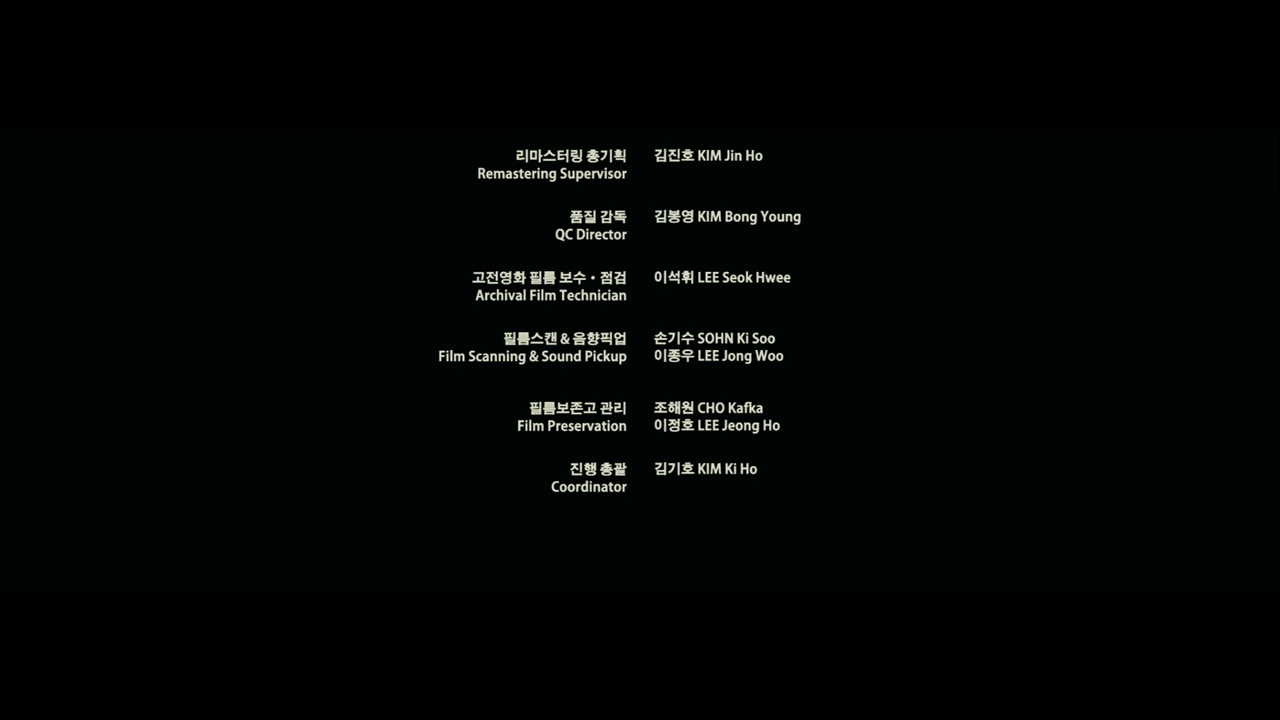 리마스터링 총기획 김진호 KIM Jin Ho
Remastering Supervisor
품질 감독 김봉영 KIM Bong Young
QC Director
고전영화 필름 보수・점검 이석휘 LEE Seok Hwee
Archival Film Technician
필름스캔 & 음향픽업 손기수 SOHN Ki Soo
Film Scanning & Sound Pickup 이종우 LEE Jong Woo
필름보존고 관리 조해원 CHO Kafka
Film Preservation 이정호 LEE Jeong Ho
진행 총괄 김기호 KIM Ki Ho
Coordinator